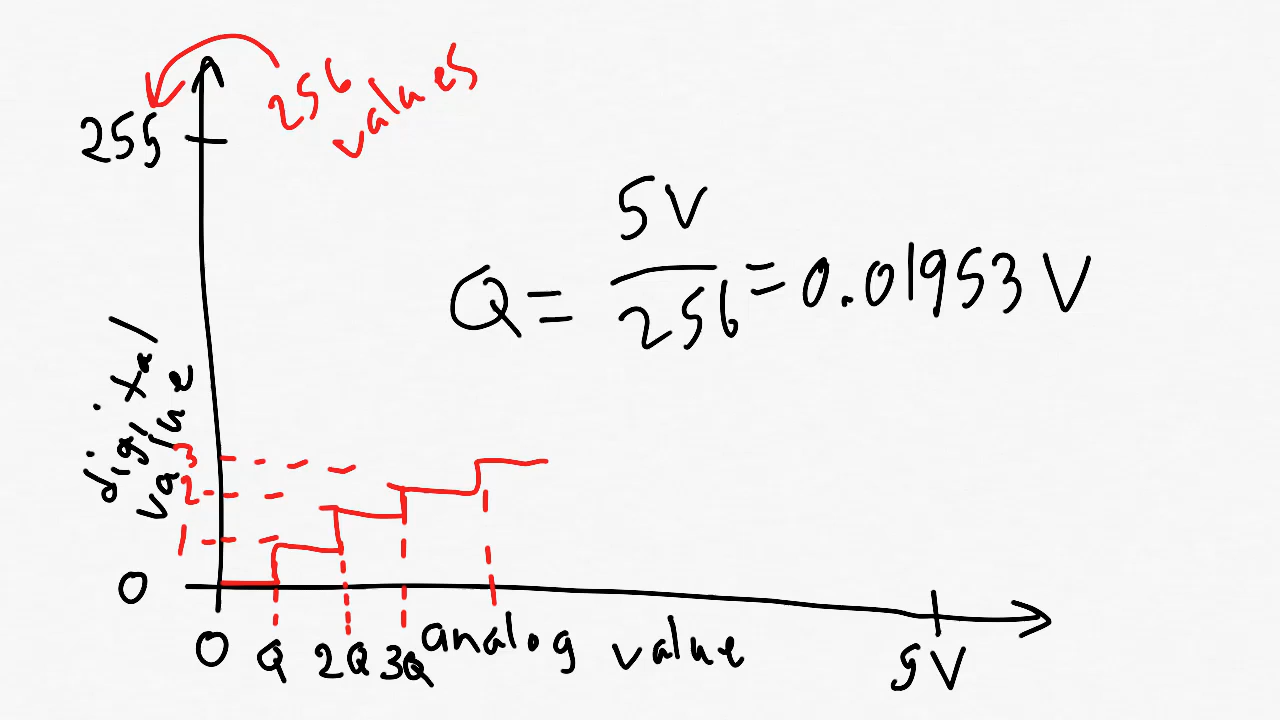 256
values
255
5V
Q = ― = 0.01953 V
256
digital
value
3
2
1
0
0 Q 2Q 3Q
analog value
5V